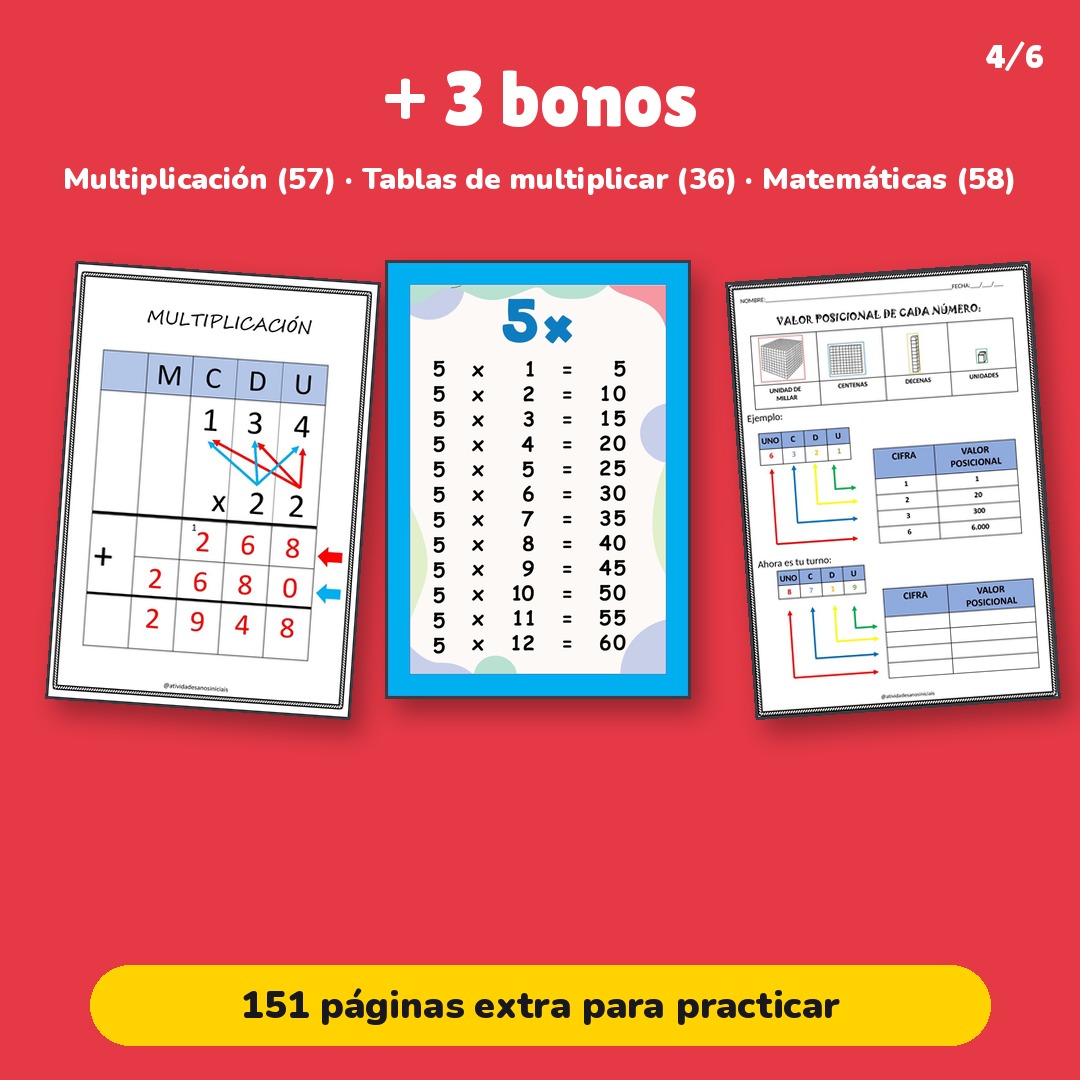 4/6
+ 3 bonos
Multiplicación (57) · Tablas de multiplicar (36) · Matemáticas (58)
MULTIPLICACIÓN
M C D U
1 3 4
x 2 2
1
2 6 8
+
2 6 8 0
2 9 4 8
@atividadesanosiniciais
5x
5 x 1 = 5
5 x 2 = 10
5 x 3 = 15
5 x 4 = 20
5 x 5 = 25
5 x 6 = 30
5 x 7 = 35
5 x 8 = 40
5 x 9 = 45
5 x 10 = 50
5 x 11 = 55
5 x 12 = 60
NOMBRE:____ FECHA:___/___/___
VALOR POSICIONAL DE CADA NÚMERO:
UNIDAD DE MILLAR CENTENAS DECENAS UNIDADES
Ejemplo:
UNO C D U
6 3 2 1
CIFRA VALOR POSICIONAL
1 1
2 20
3 300
6 6.000
Ahora es tu turno:
UNO C D U
8 7 1 9
CIFRA VALOR POSICIONAL
@atividadesanosiniciais
151 páginas extra para practicar